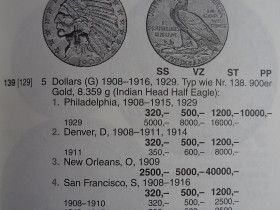 SS VZ ST PP
139 [129] 5 Dollars (G) 1908–1916, 1929. Typ wie Nr. 138. 900er
Gold, 8.359 g (Indian Head Half Eagle):
1. Philadelphia, 1908–1915, 1929
320,– 500,– 1200,– 10000,–
1929 5000,– 8000,– 16000,–
2. Denver, D, 1908–1911, 1914
320,– 500,– 1200,–
1911 355,– 550,–
3. New Orleans, O, 1909
2500,– 5000,– 40000,–
4. San Francisco, S, 1908–1916
320,– 500,– 1200,–
1908–1910